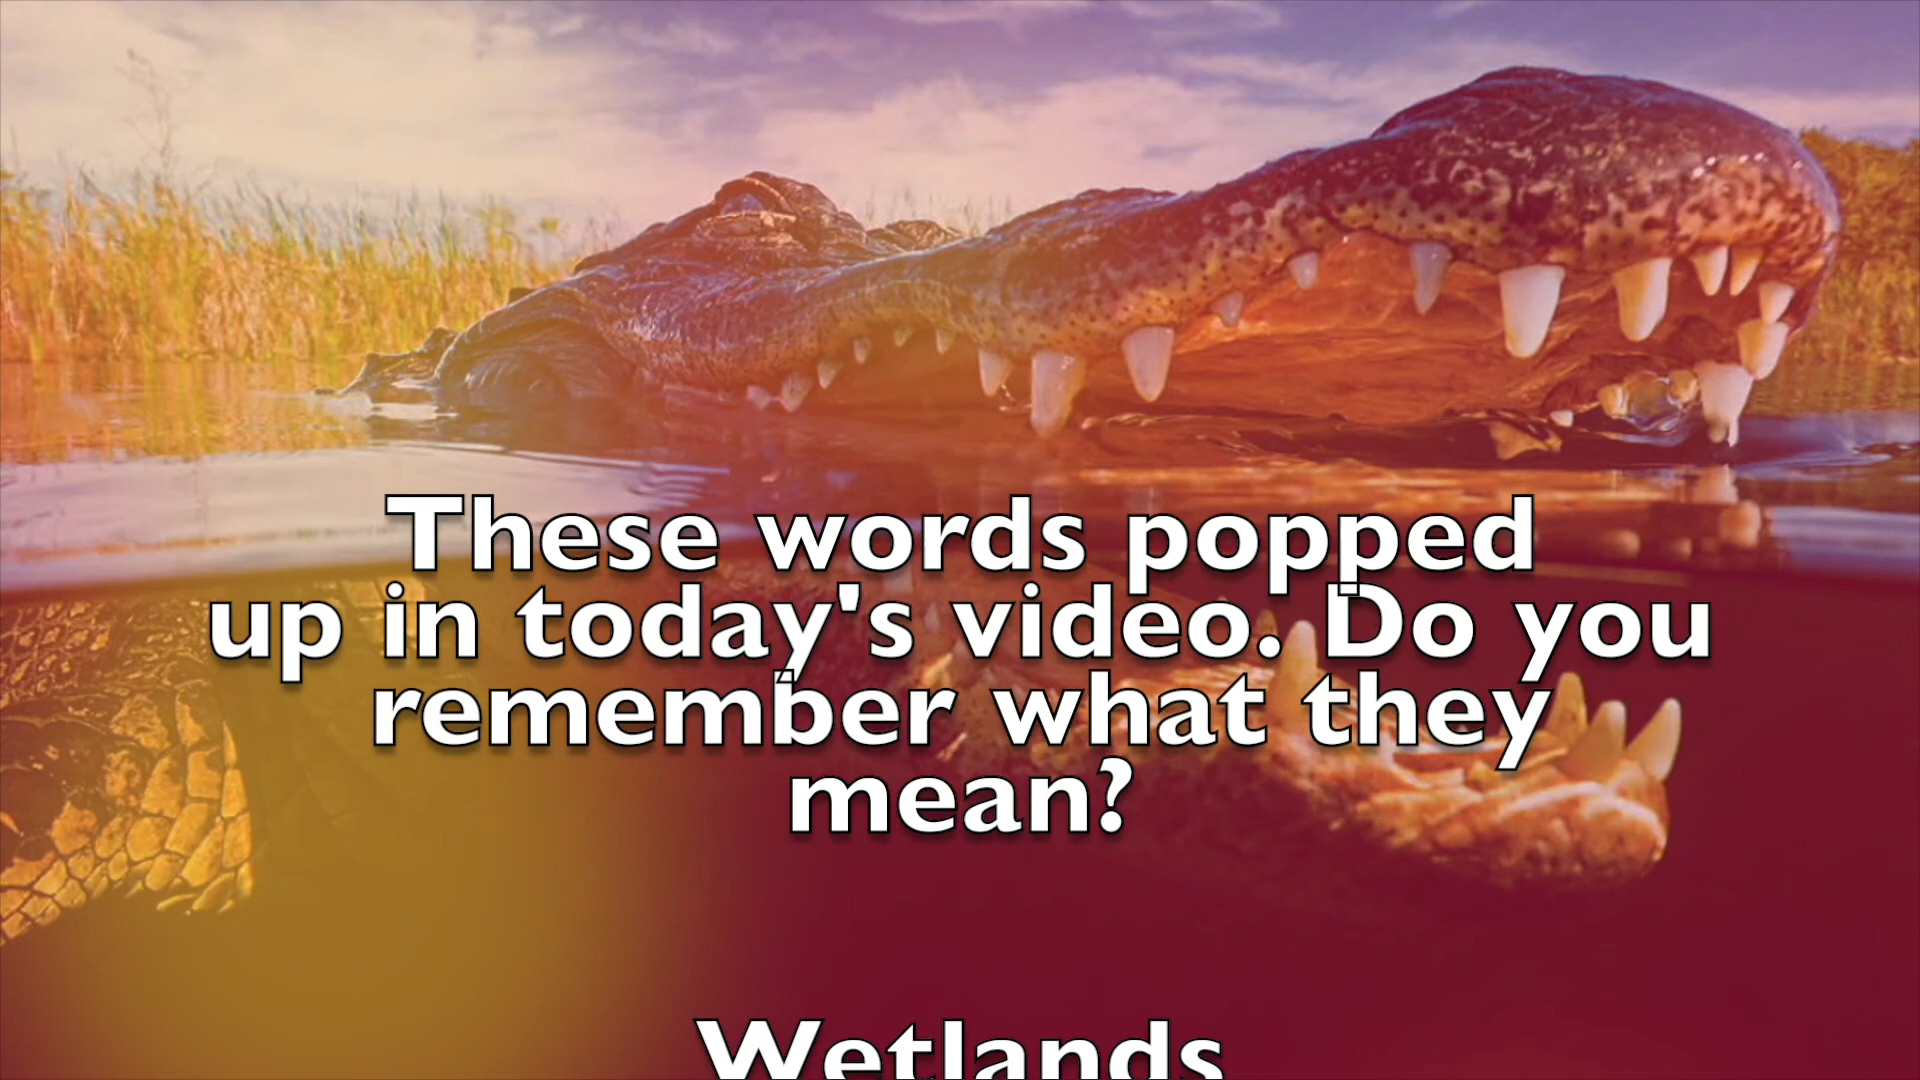 These words popped
up in today's video. Do you
remember what they
mean?
Wetlands